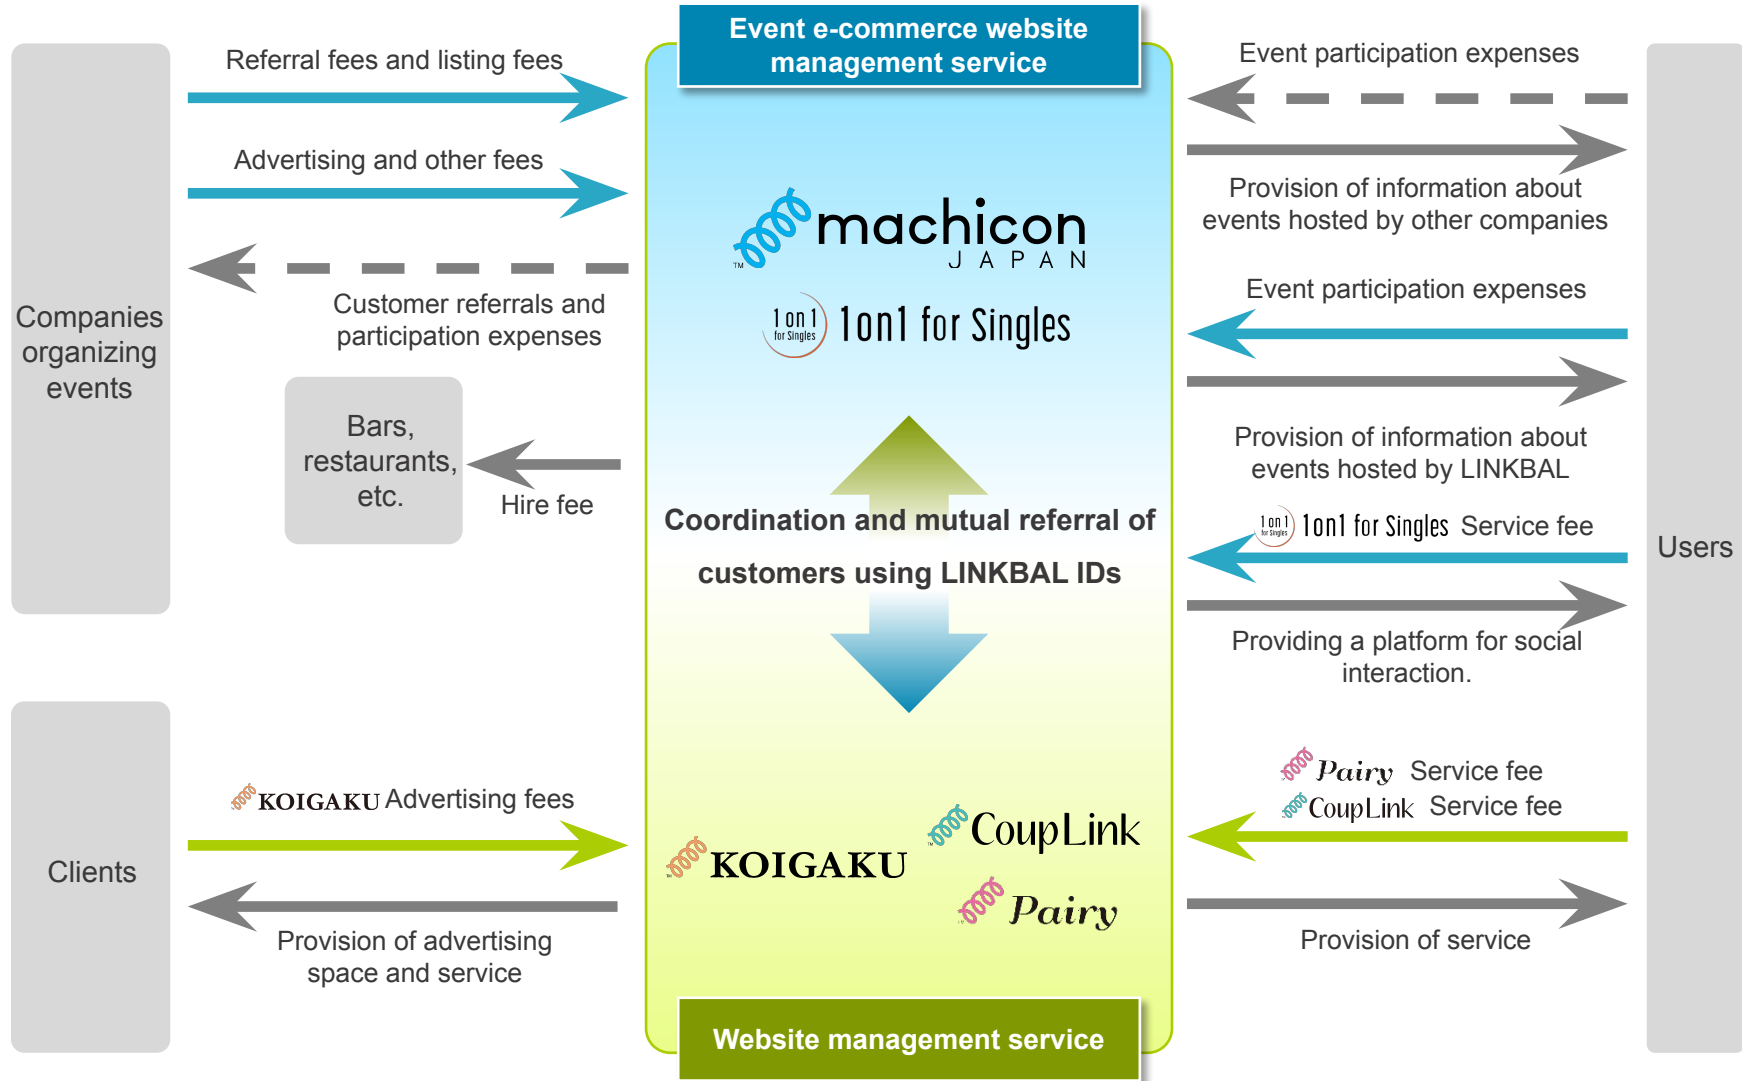 Event e-commerce website
management service
Referral fees and listing fees
Advertising and other fees
Customer referrals and
participation expenses
Companies
organizing
events
Bars,
restaurants,
etc.
Hire fee
machicon
JAPAN
TM
1on1
for Singles
1on1 for Singles
Coordination and mutual referral of
customers using LINKBAL IDs
Event participation expenses
Provision of information about
events hosted by other companies
Event participation expenses
Provision of information about
events hosted by LINKBAL
1on1
for Singles
1on1 for Singles Service fee
Providing a platform for social
interaction.
Users
Clients
KOIGAKU Advertising fees
Provision of advertising
space and service
CoupLink
KOIGAKU
Pairy
Pairy Service fee
CoupLink Service fee
Provision of service
Website management service